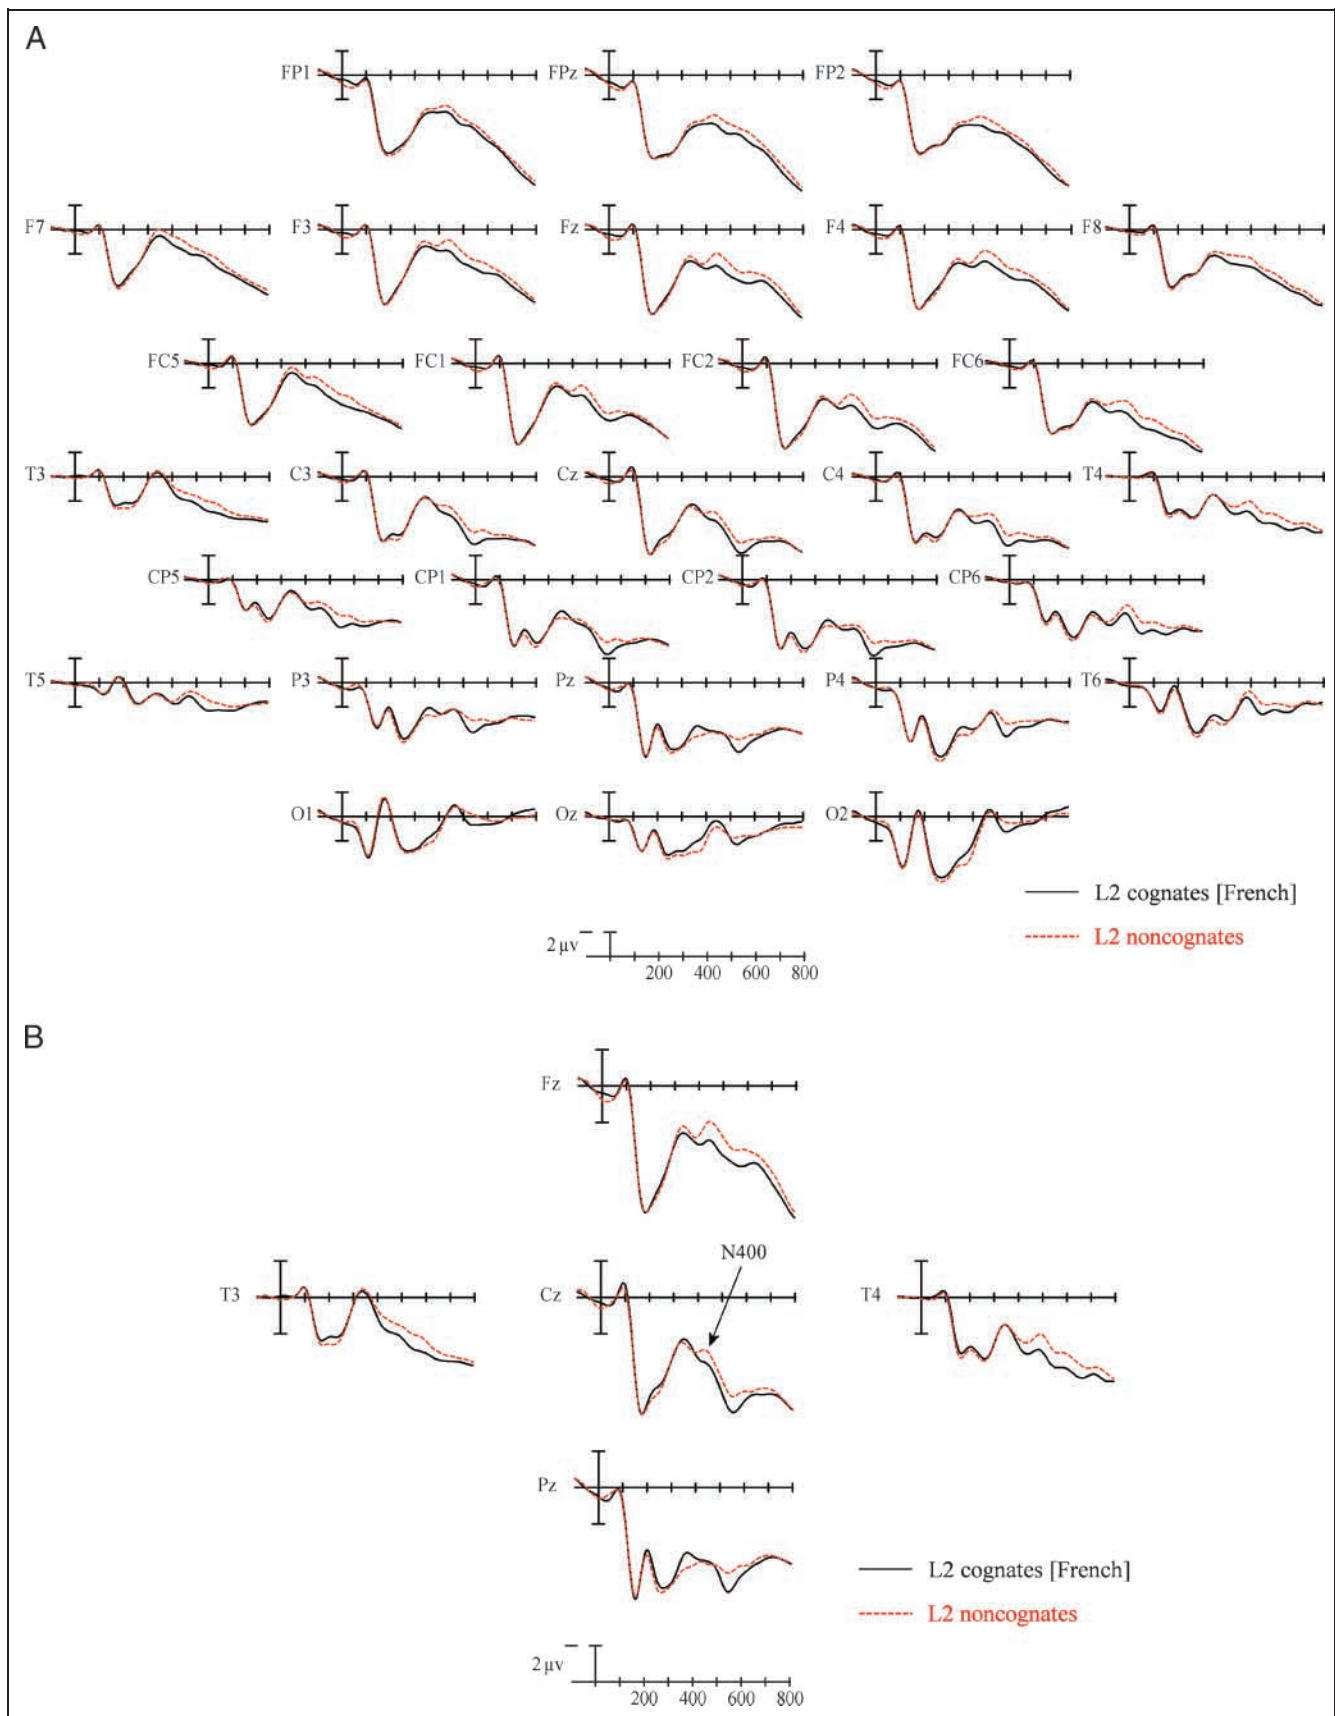 A
FP1 FPz FP2
F7 F3 Fz F4 F8
FC5 FC1 FC2 FC6
T3 C3 Cz C4 T4
CP5 CP1 CP2 CP6
T5 P3 Pz P4 T6
O1 Oz O2
L2 cognates [French]
L2 noncognates
2 μv
200 400 600 800
B
Fz
N400
T3 Cz T4
Pz
L2 cognates [French]
L2 noncognates
2 μv
200 400 600 800